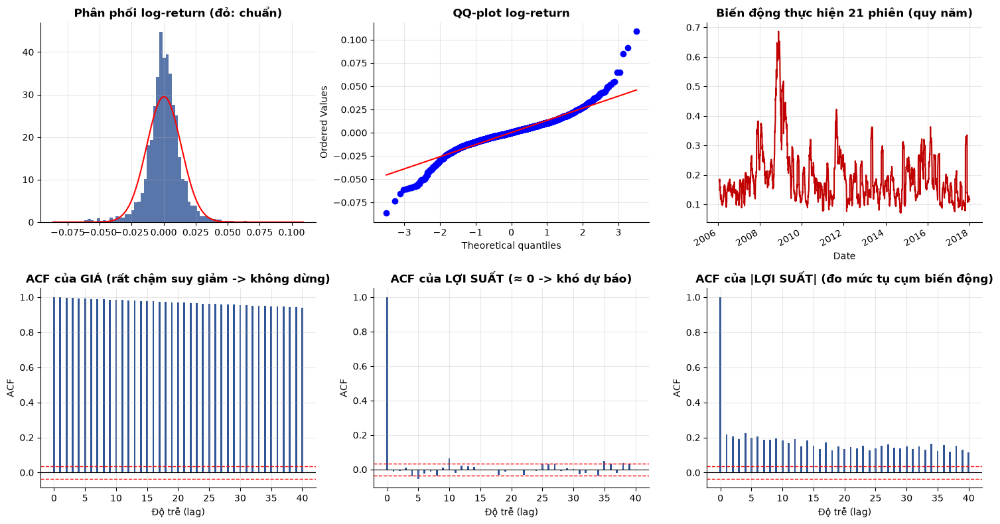 Phân phối log-return (đỏ: chuẩn)
40
30
20
10
0
−0.075 −0.050 −0.025 0.000 0.025 0.050 0.075 0.100
QQ-plot log-return
Ordered Values
0.100
0.075
0.050
0.025
0.000
−0.025
−0.050
−0.075
−3 −2 −1 0 1 2 3
Theoretical quantiles
Biến động thực hiện 21 phiên (quy năm)
0.7
0.6
0.5
0.4
0.3
0.2
0.1
2006 2008 2010 2012 2014 2016 2018
Date
ACF của GIÁ (rất chậm suy giảm -> không dừng)
ACF
1.0
0.8
0.6
0.4
0.2
0.0
0 5 10 15 20 25 30 35 40
Độ trễ (lag)
ACF của LỢI SUẤT (≈ 0 -> khó dự báo)
ACF
1.0
0.8
0.6
0.4
0.2
0.0
0 5 10 15 20 25 30 35 40
Độ trễ (lag)
ACF của |LỢI SUẤT| (đo mức tụ cụm biến động)
ACF
1.0
0.8
0.6
0.4
0.2
0.0
0 5 10 15 20 25 30 35 40
Độ trễ (lag)